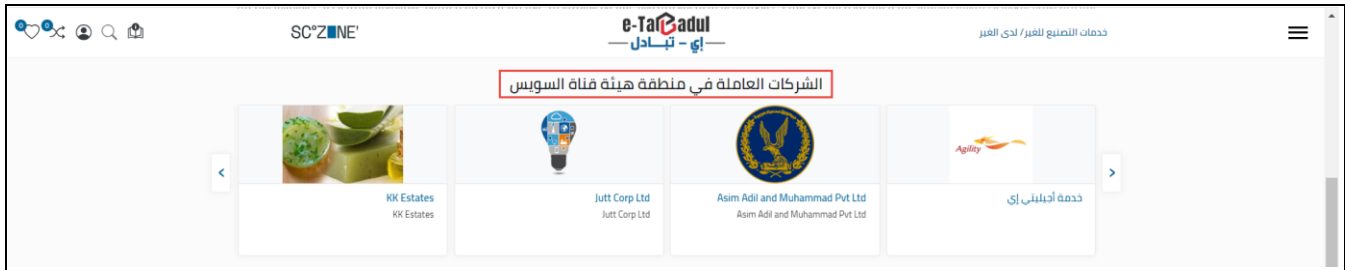 خدمات التصنيع للغير/ لدى الغير
e-Tabadul
إي - تبادل
SC°ZONE'
0
0
الشركات العاملة في منطقة هيئة قناة السويس
Agility
خدمة أجيليتي إي
Asim Adil and Muhammad Pvt Ltd
Asim Adil and Muhammad Pvt Ltd
Jutt Corp Ltd
Jutt Corp Ltd
KK Estates
KK Estates